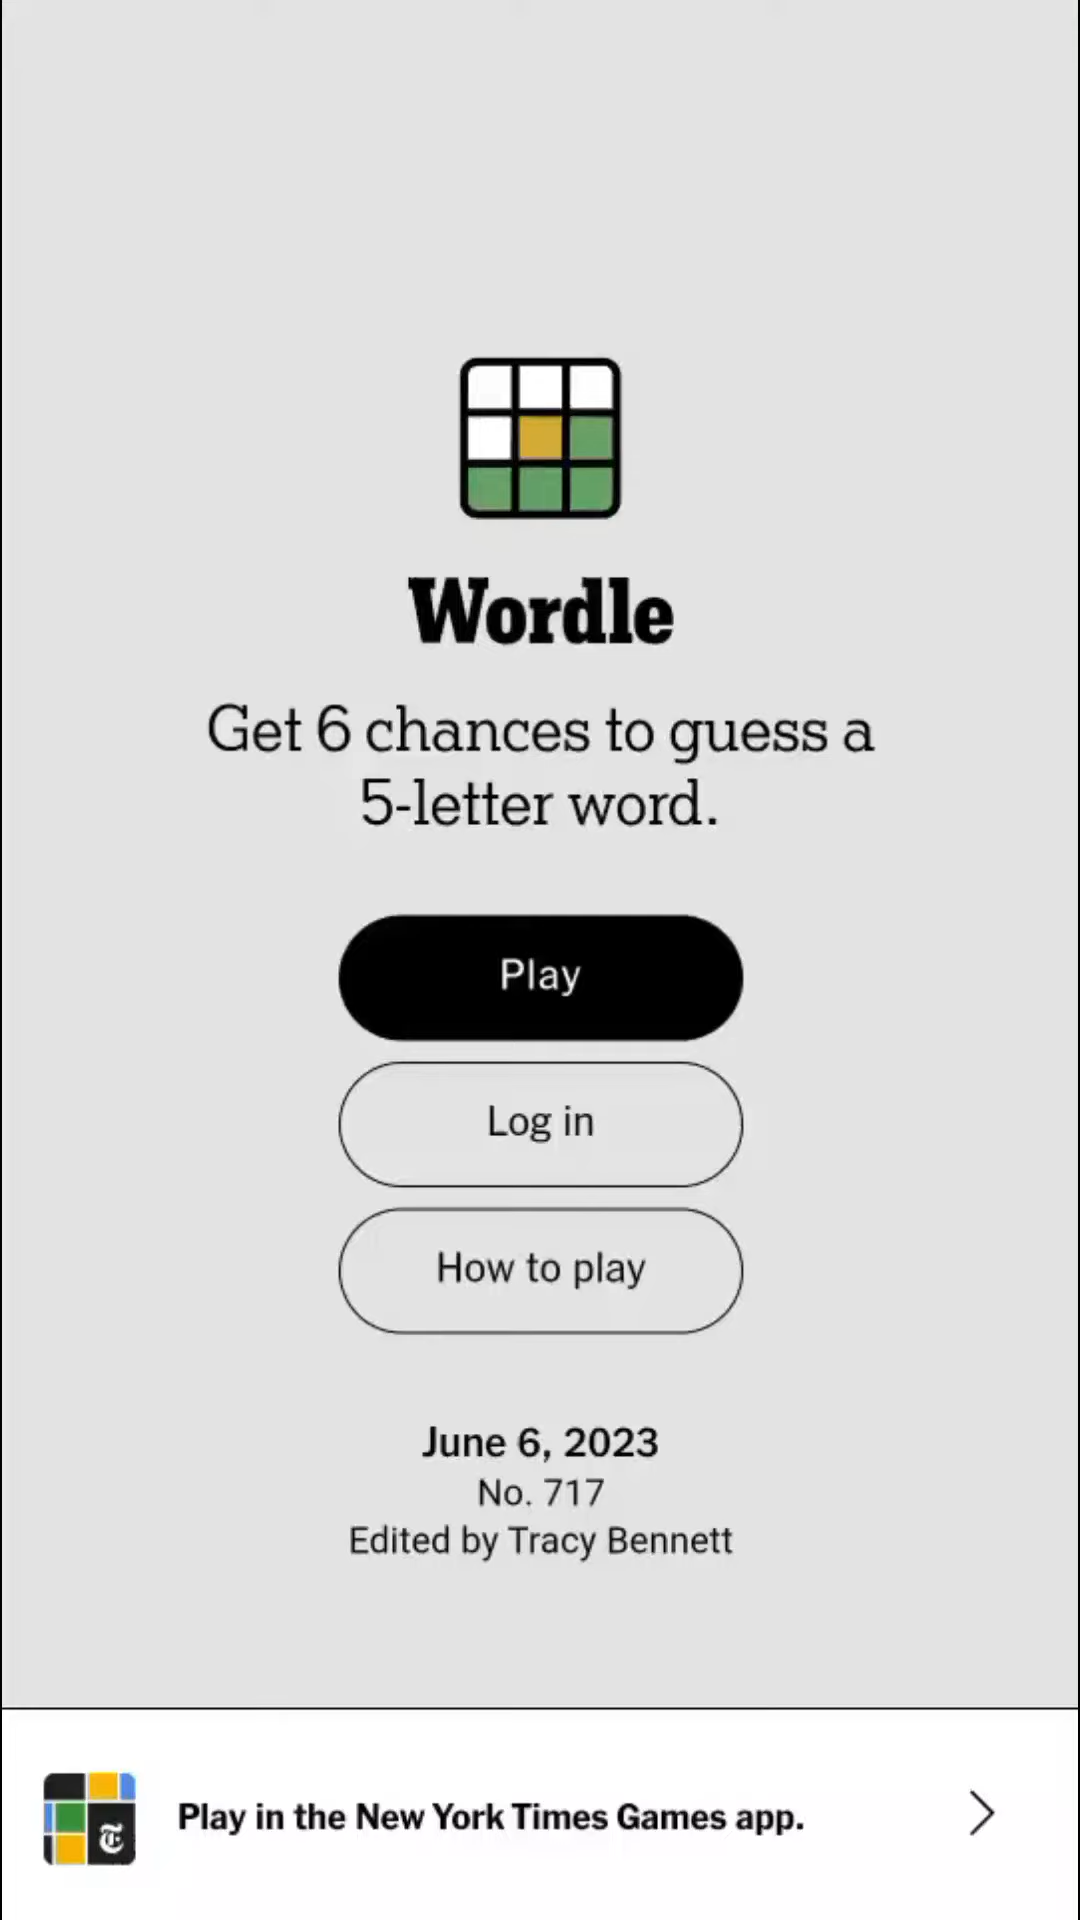 Wordle
Get 6 chances to guess a
5-letter word.
Play
Log in
How to play
June 6, 2023
No. 717
Edited by Tracy Bennett
T
Play in the New York Times Games app.